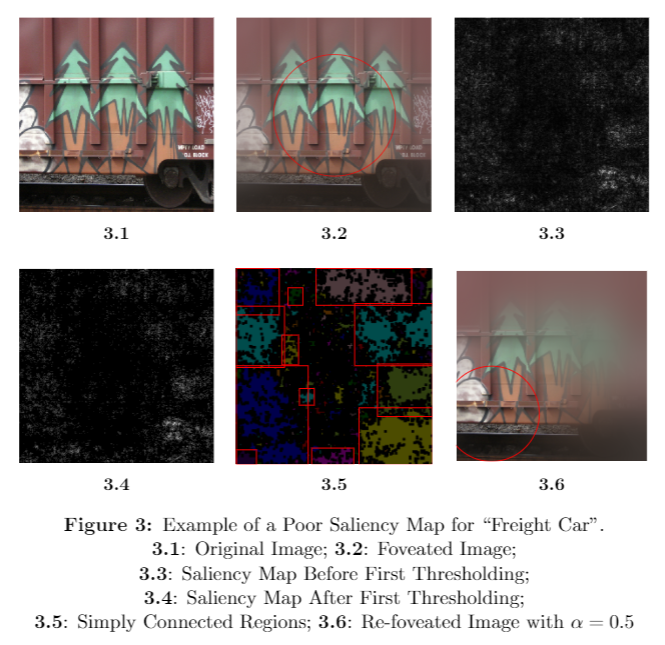 3.1
3.2
3.3
3.4
3.5
3.6
Figure 3: Example of a Poor Saliency Map for “Freight Car”.
3.1: Original Image; 3.2: Foveated Image;
3.3: Saliency Map Before First Thresholding;
3.4: Saliency Map After First Thresholding;
3.5: Simply Connected Regions; 3.6: Re-foveated Image with α = 0.5